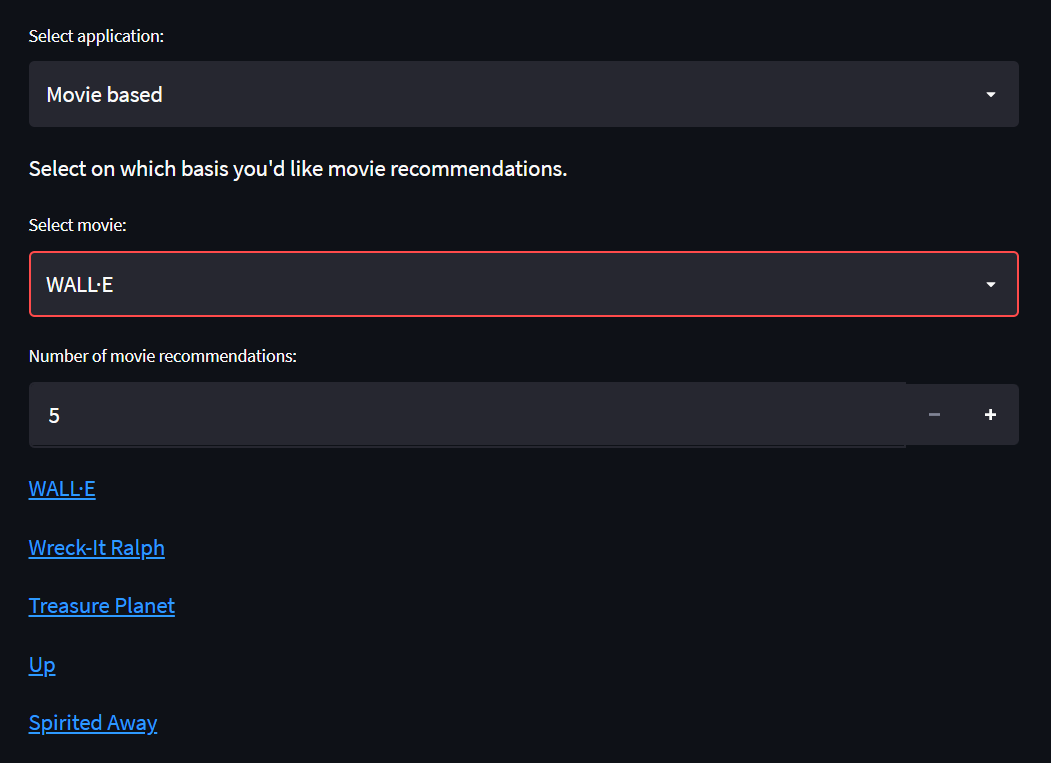 Select application:
Movie based
Select on which basis you'd like movie recommendations.
Select movie:
WALL·E
Number of movie recommendations:
5
WALL·E
Wreck-It Ralph
Treasure Planet
Up
Spirited Away